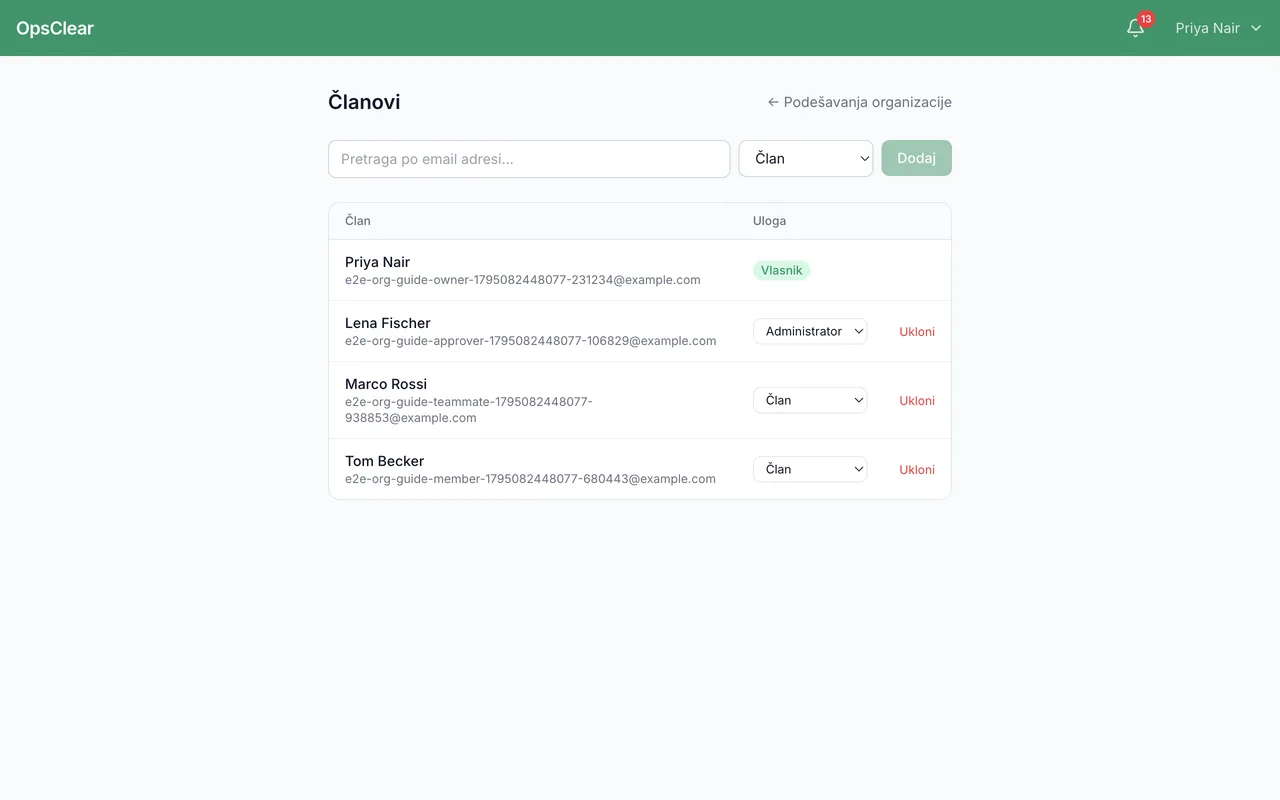 OpsClear
13
Priya Nair
Članovi
← Podešavanja organizacije
Pretraga po email adresi...
Član
Dodaj
Član
Uloga
Priya Nair
e2e-org-guide-owner-1795082448077-231234@example.com
Vlasnik
Lena Fischer
e2e-org-guide-approver-1795082448077-106829@example.com
Administrator
Ukloni
Marco Rossi
e2e-org-guide-teammate-1795082448077-
938853@example.com
Član
Ukloni
Tom Becker
e2e-org-guide-member-1795082448077-680443@example.com
Član
Ukloni